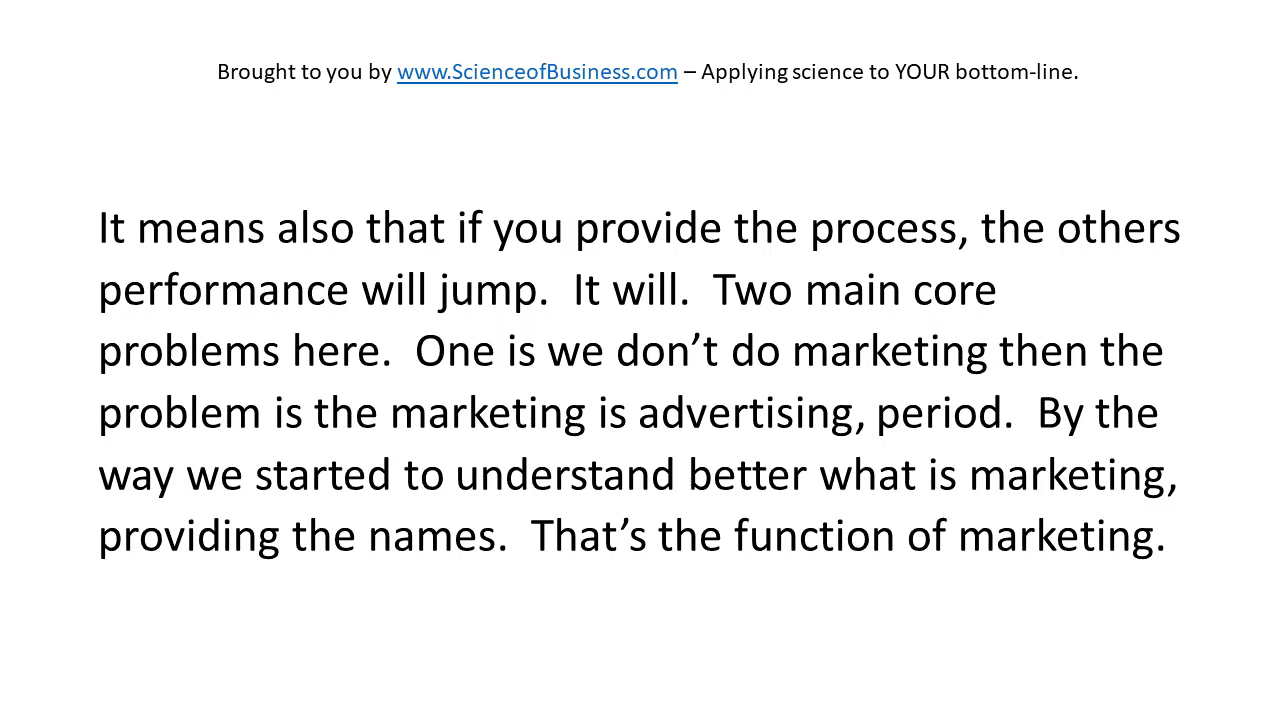 Brought to you by www.ScienceofBusiness.com – Applying science to YOUR bottom-line.
It means also that if you provide the process, the others
performance will jump.  It will.  Two main core
problems here.  One is we don’t do marketing then the
problem is the marketing is advertising, period.  By the
way we started to understand better what is marketing,
providing the names.  That’s the function of marketing.